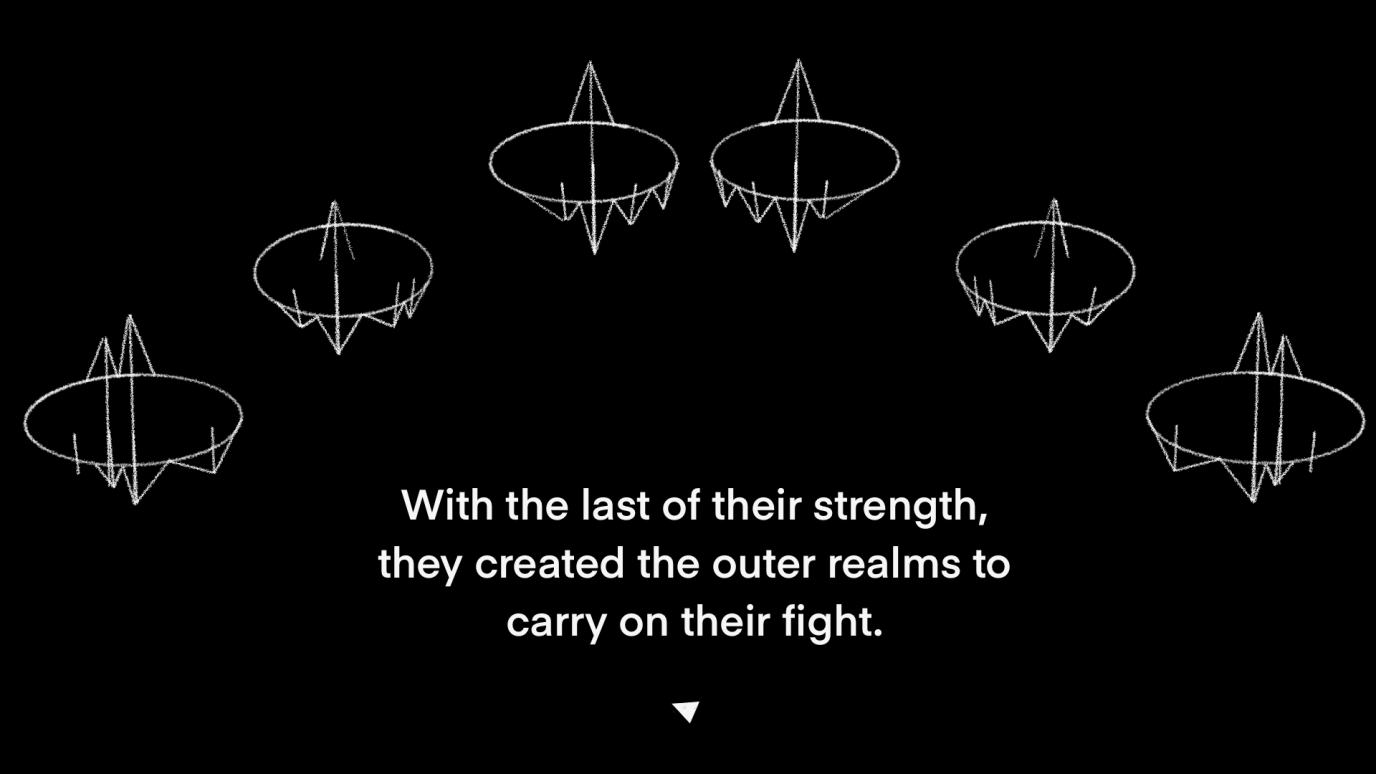 With the last of their strength,
they created the outer realms to
carry on their fight.